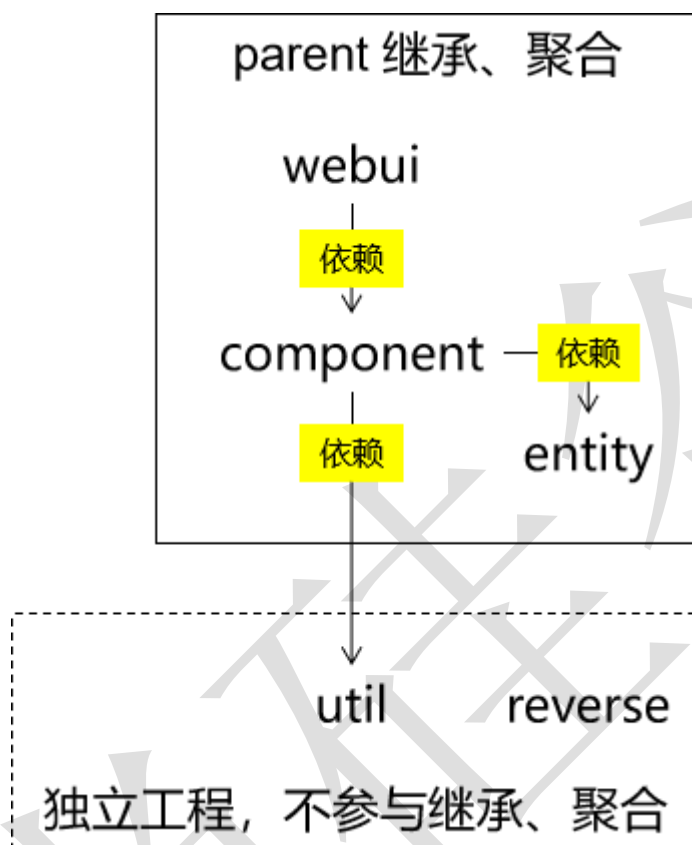 parent 继承、聚合
webui
依赖
component
依赖
依赖
entity
util
reverse
独立工程，不参与继承、聚合